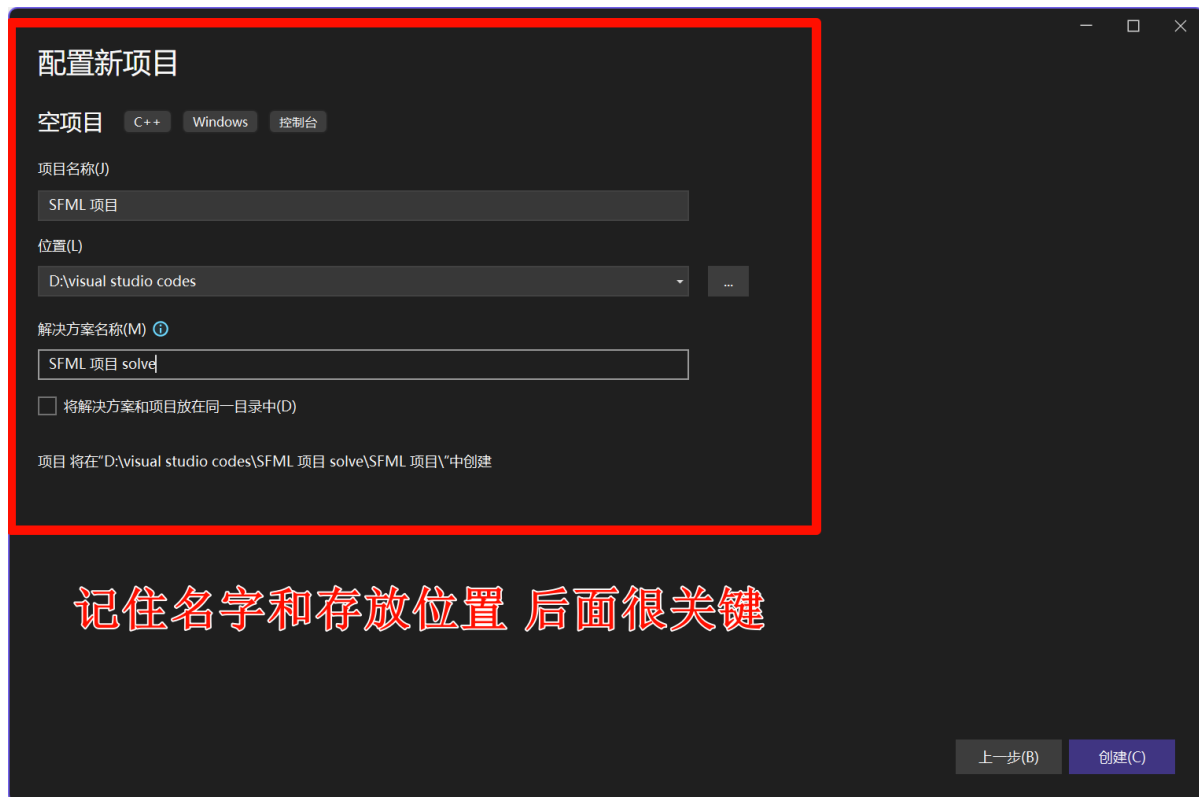 配置新项目
空项目 C++ Windows 控制台
项目名称(J)
SFML 项目
位置(L)
D:\visual studio codes
...
解决方案名称(M)
SFML 项目 solve
将解决方案和项目放在同一目录中(D)
项目 将在"D:\visual studio codes\SFML 项目 solve\SFML 项目\"中创建
记住名字和存放位置 后面很关键
上一步(B) 创建(C)